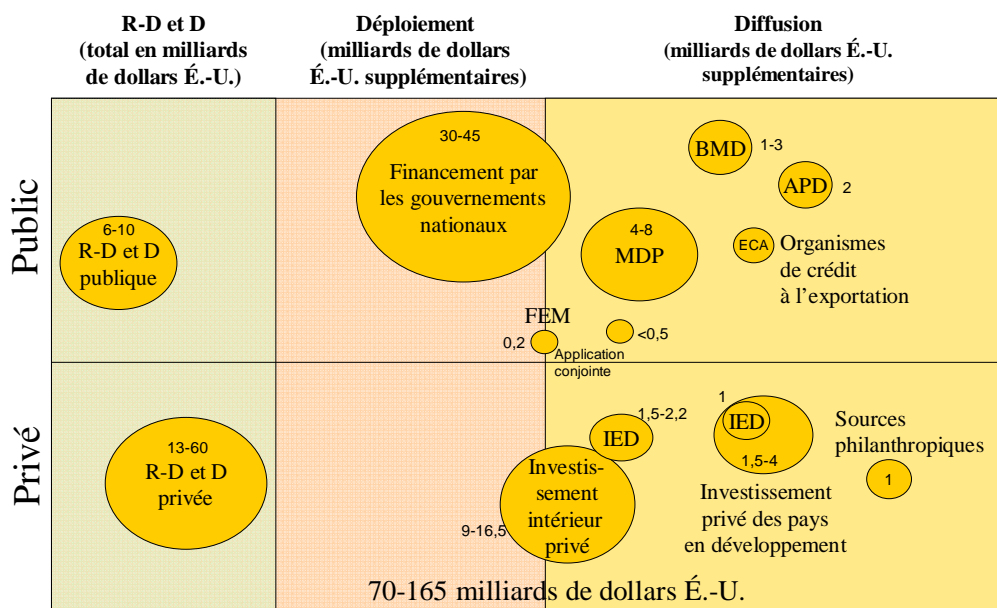 R-D et D
(total en milliards
de dollars É.-U.)
Déploiement
(milliards de dollars
É.-U. supplémentaires)
Diffusion
(milliards de dollars É.-U.
supplémentaires)
Public
6-10
R-D et D
publique
30-45
Financement par
les gouvernements
nationaux
BMD
1-3
APD
2
4-8
MDP
ECA
Organismes
de crédit
à l’exportation
FEM
0,2
<0,5
Application
conjointe
Privé
13-60
R-D et D
privée
1,5-2,2
IED
Investis-
sement
intérieur
privé
9-16,5
1
IED
1,5-4
Investissement
privé des pays
en développement
Sources
philanthropiques
1
70-165 milliards de dollars É.-U.